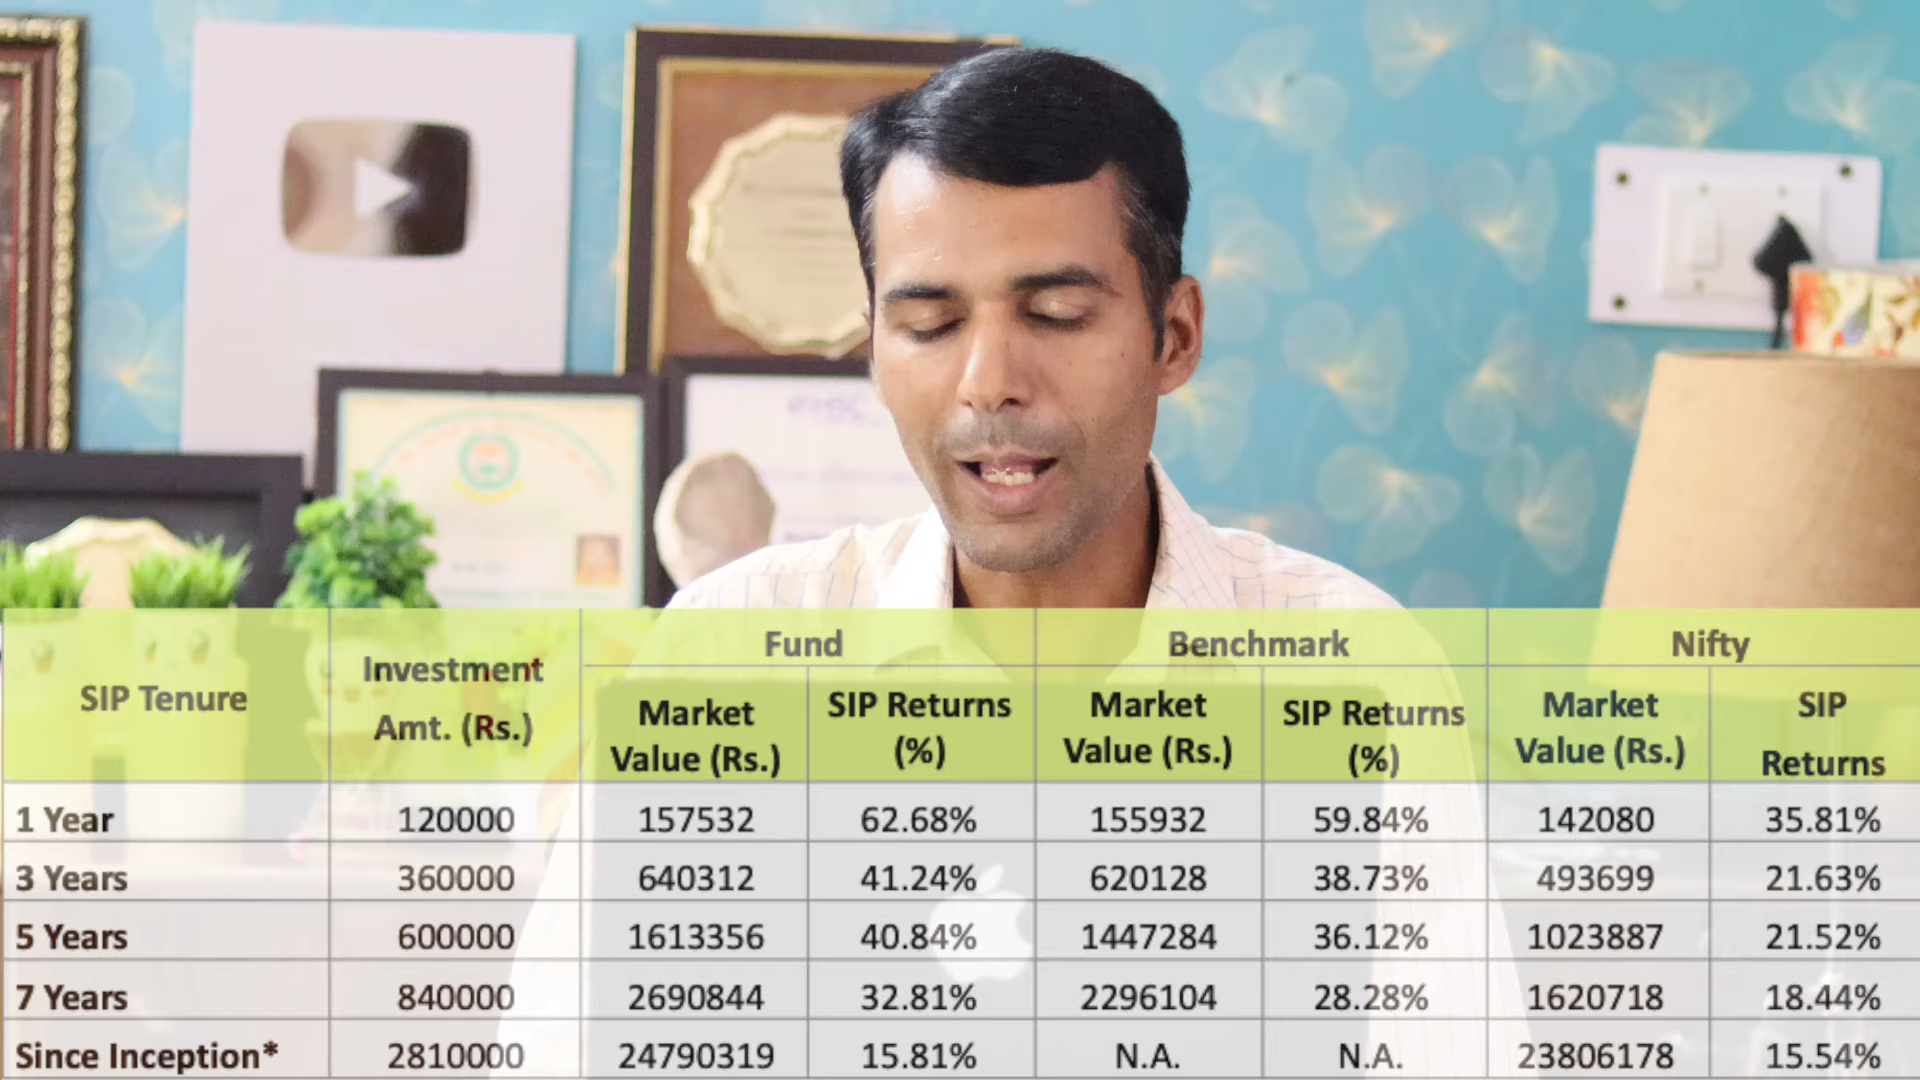 Fund
Benchmark
Nifty
SIP Tenure
Investment
Amt. (Rs.)
Market
Value (Rs.)
SIP Returns
(%)
Market
Value (Rs.)
SIP Returns
(%)
Market
Value (Rs.)
SIP
Returns
1 Year 120000 157532 62.68% 155932 59.84% 142080 35.81%
3 Years 360000 640312 41.24% 620128 38.73% 493699 21.63%
5 Years 600000 1613356 40.84% 1447284 36.12% 1023887 21.52%
7 Years 840000 2690844 32.81% 2296104 28.28% 1620718 18.44%
Since Inception* 2810000 24790319 15.81% N.A. N.A. 23806178 15.54%